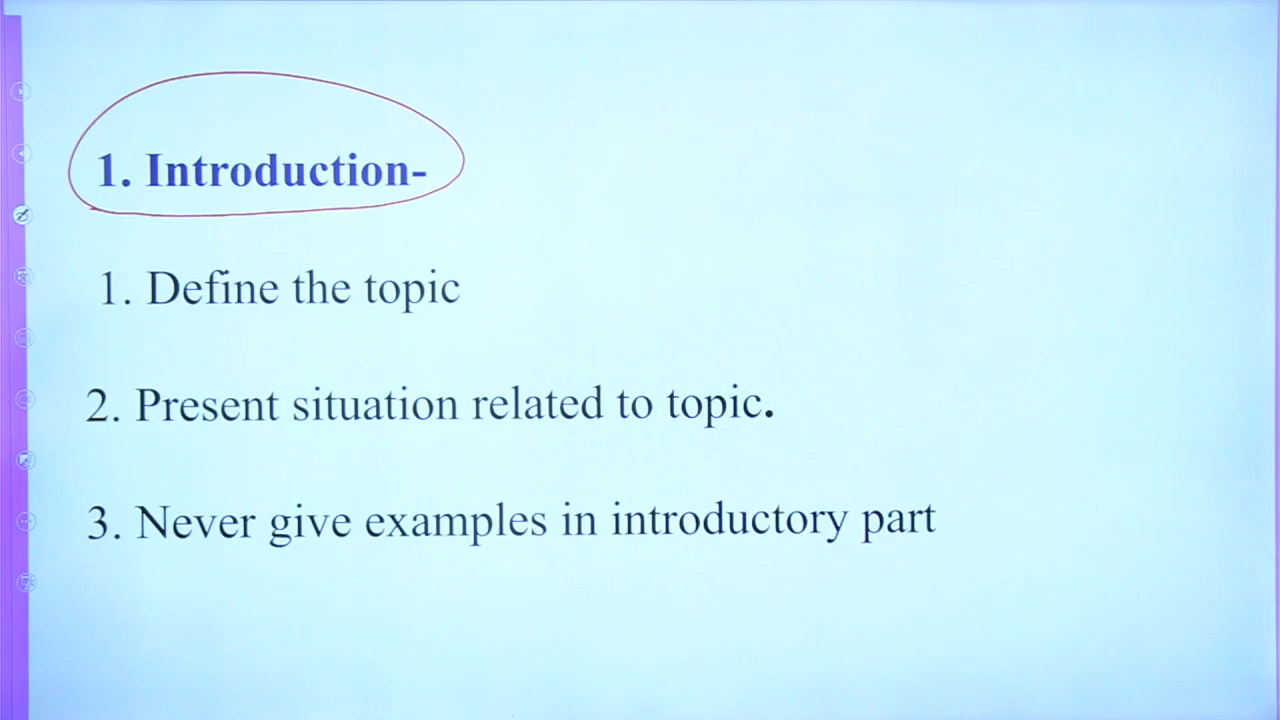 1. Introduction-
1. Define the topic
2. Present situation related to topic.
3. Never give examples in introductory part